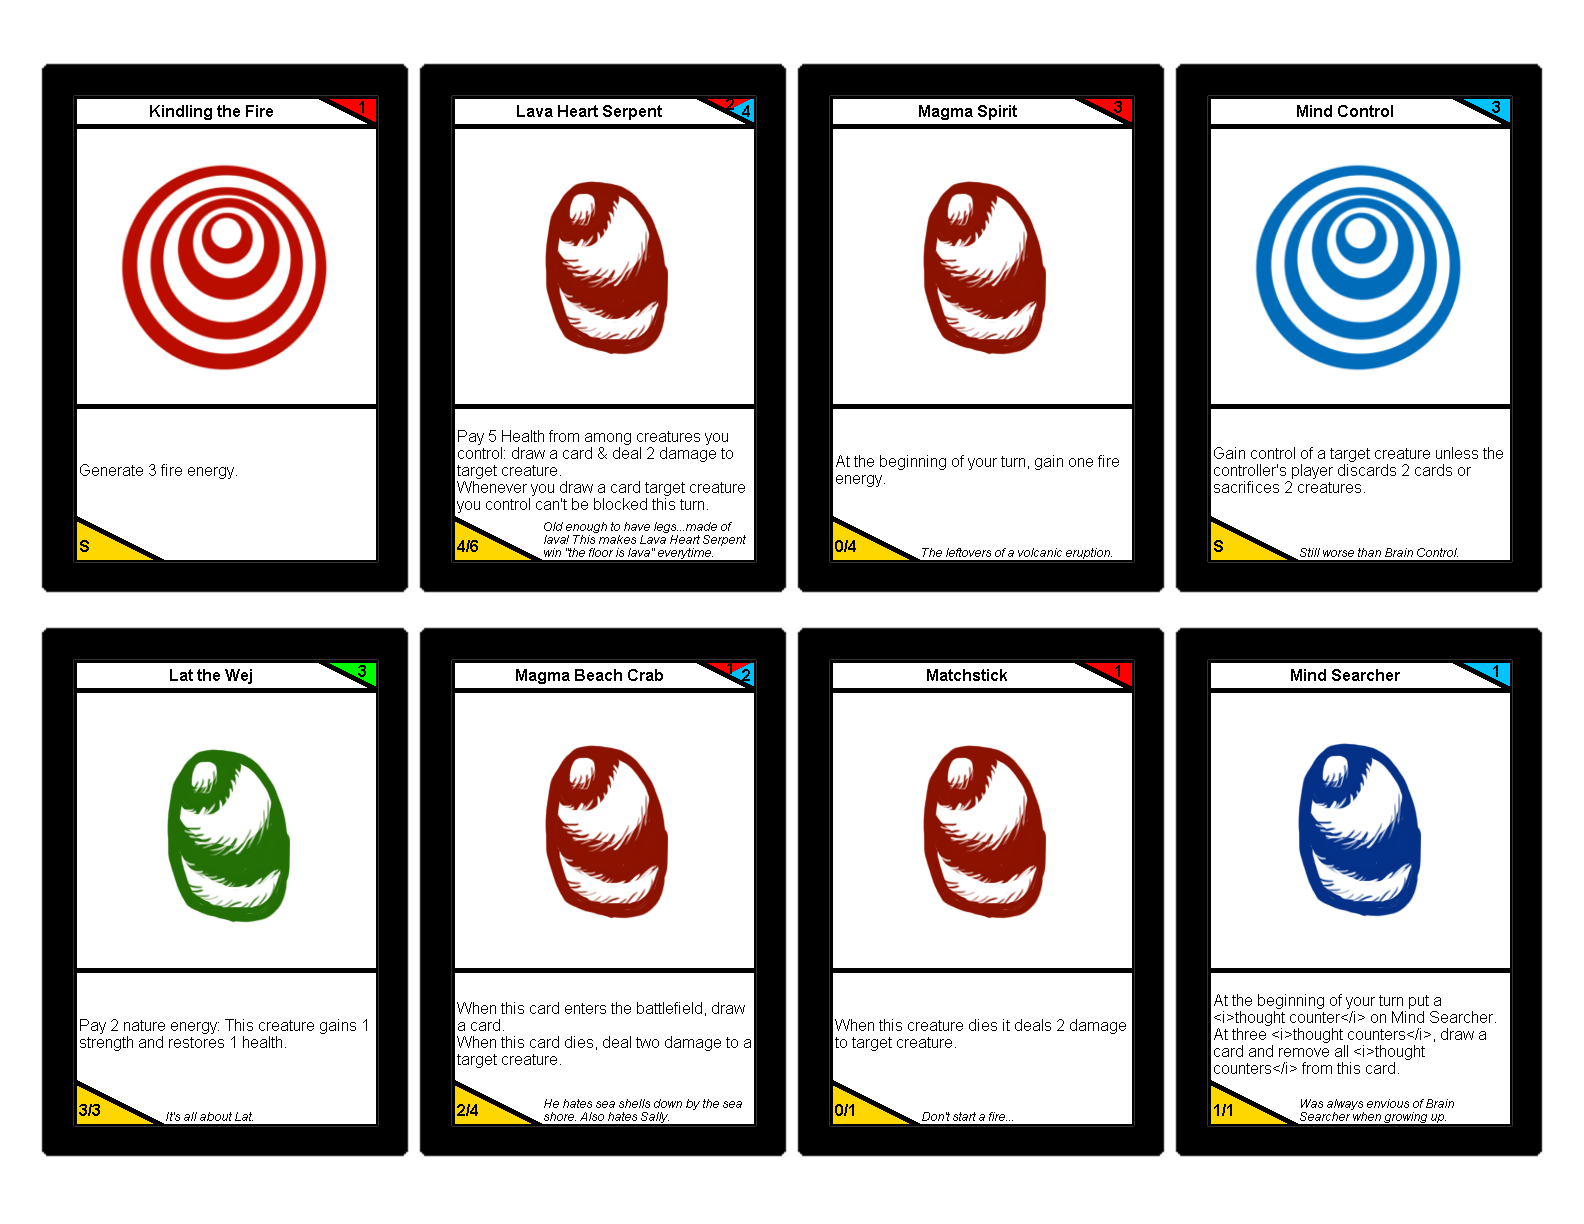 Kindling the Fire
1
Generate 3 fire energy.
S
Lava Heart Serpent
2
4
Pay 5 Health from among creatures you
control: draw a card & deal 2 damage to
target creature.
Whenever you draw a card target creature
you control can't be blocked this turn.
4/6
Old enough to have legs...made of
lava! This makes Lava Heart Serpent
win "the floor is lava" everytime.
Magma Spirit
3
At the beginning of your turn, gain one fire
energy.
0/4
The leftovers of a volcanic eruption.
Mind Control
3
Gain control of a target creature unless the
controller's player discards 2 cards or
sacrifices 2 creatures.
S
Still worse than Brain Control.
Lat the Wej
3
Pay 2 nature energy: This creature gains 1
strength and restores 1 health.
3/3
It's all about Lat.
Magma Beach Crab
1
2
When this card enters the battlefield, draw
a card.
When this card dies, deal two damage to a
target creature.
2/4
He hates sea shells down by the sea
shore. Also hates Sally.
Matchstick
1
When this creature dies it deals 2 damage
to target creature.
0/1
Don't start a fire...
Mind Searcher
1
At the beginning of your turn put a
<i>thought counter</i> on Mind Searcher.
At three <i>thought counters</i>, draw a
card and remove all <i>thought
counters</i> from this card.
1/1
Was always envious of Brain
Searcher when growing up.